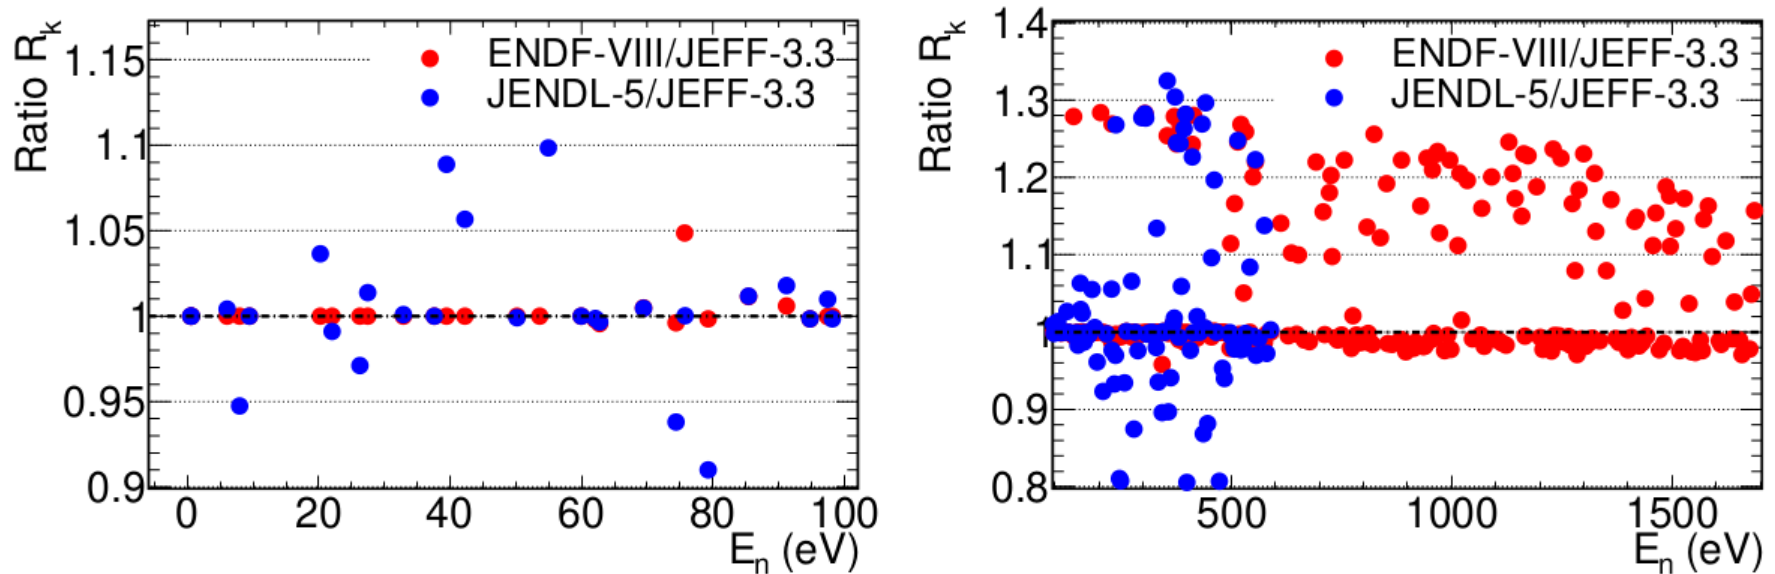 Ratio R_k
1.15
1.1
1.05
1
0.95
0.9
ENDF-VIII/JEFF-3.3
JENDL-5/JEFF-3.3
0 20 40 60 80 100
E_n (eV)
Ratio R_k
1.4
1.3
1.2
1.1
1
0.9
0.8
ENDF-VIII/JEFF-3.3
JENDL-5/JEFF-3.3
500 1000 1500
E_n (eV)